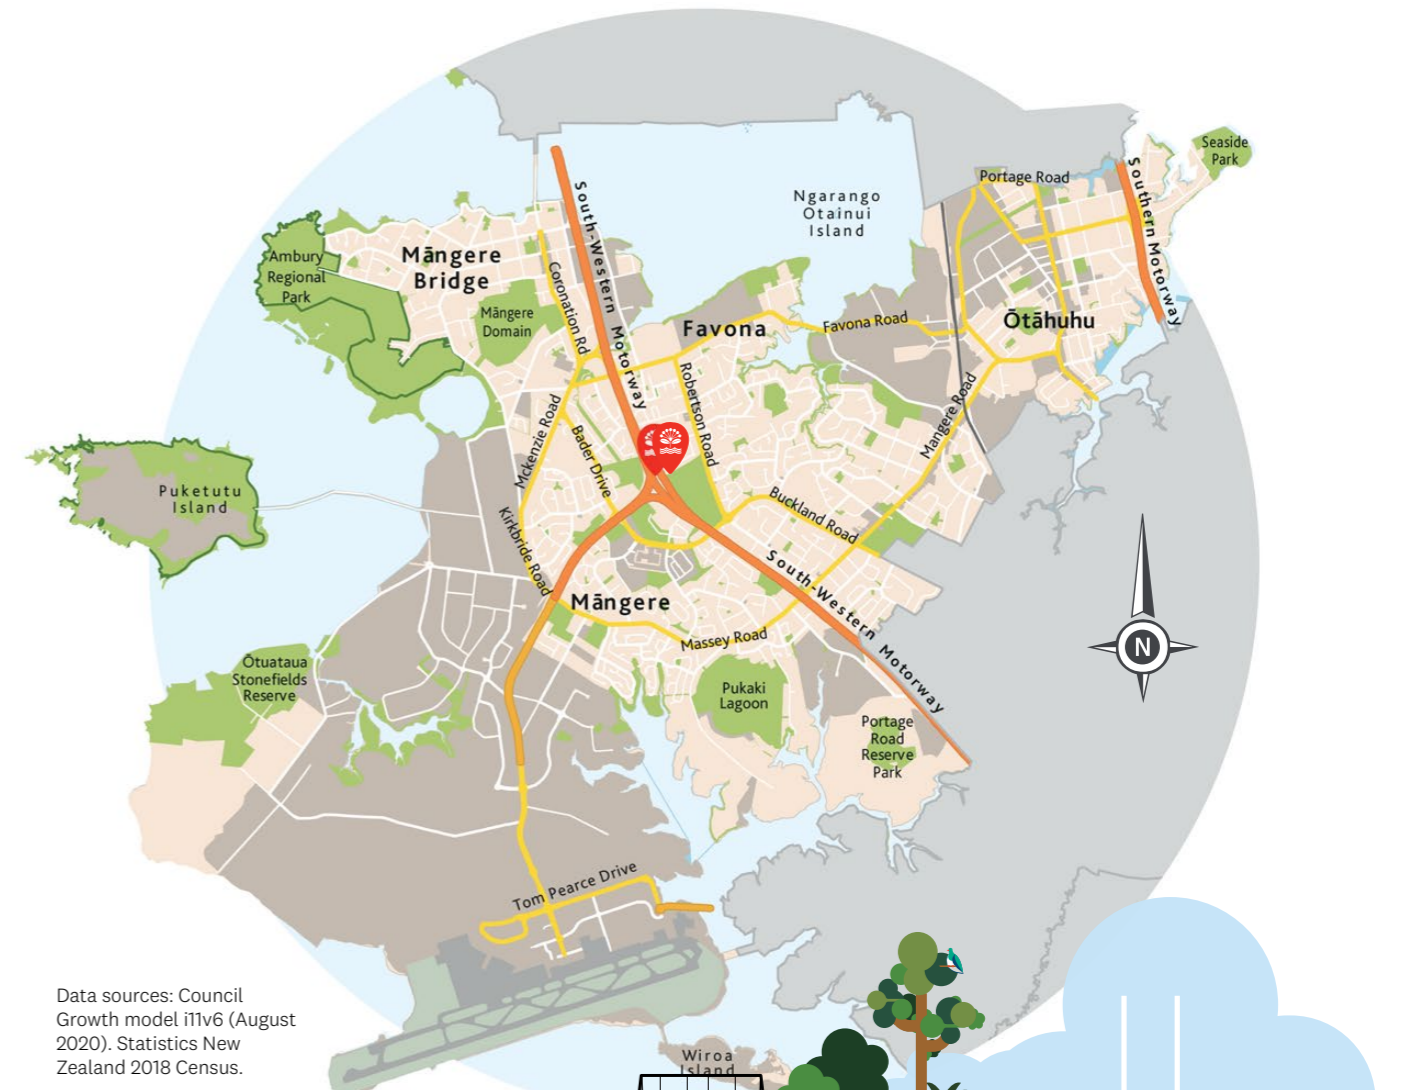 Seaside
Park
Portage Road
Southern Motorway
Ngarango
Otainui
Island
South-Western Motorway
Māngere
Bridge
Ambury
Regional
Park
Coronation Rd
Māngere
Domain
Favona
Favona Road
Ōtāhuhu
Robertson Road
Mangere Road
Mckenzie Road
Bader Drive
Puketutu
Island
Buckland Road
Kirkbride Road
South-Western Motorway
Māngere
Massey Road
N
Ōtuataua
Stonefields
Reserve
Pukaki
Lagoon
Portage
Road
Reserve
Park
Tom Pearce Drive
Data sources: Council
Growth model i11v6 (August
2020). Statistics New
Zealand 2018 Census.
Wiroa
Island